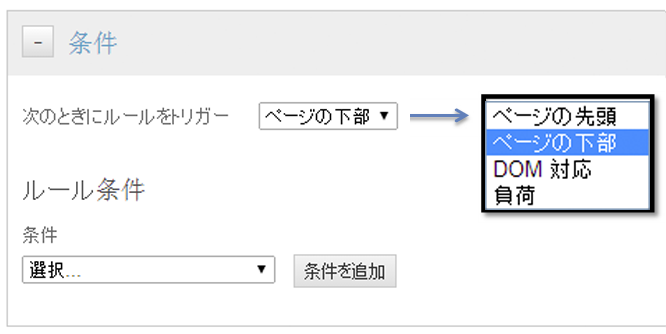 - 条件
次のときにルールをトリガー ページの下部 ▼
ページの先頭
ページの下部
DOM 対応
負荷
ルール条件
条件
選択... ▼ 条件を追加